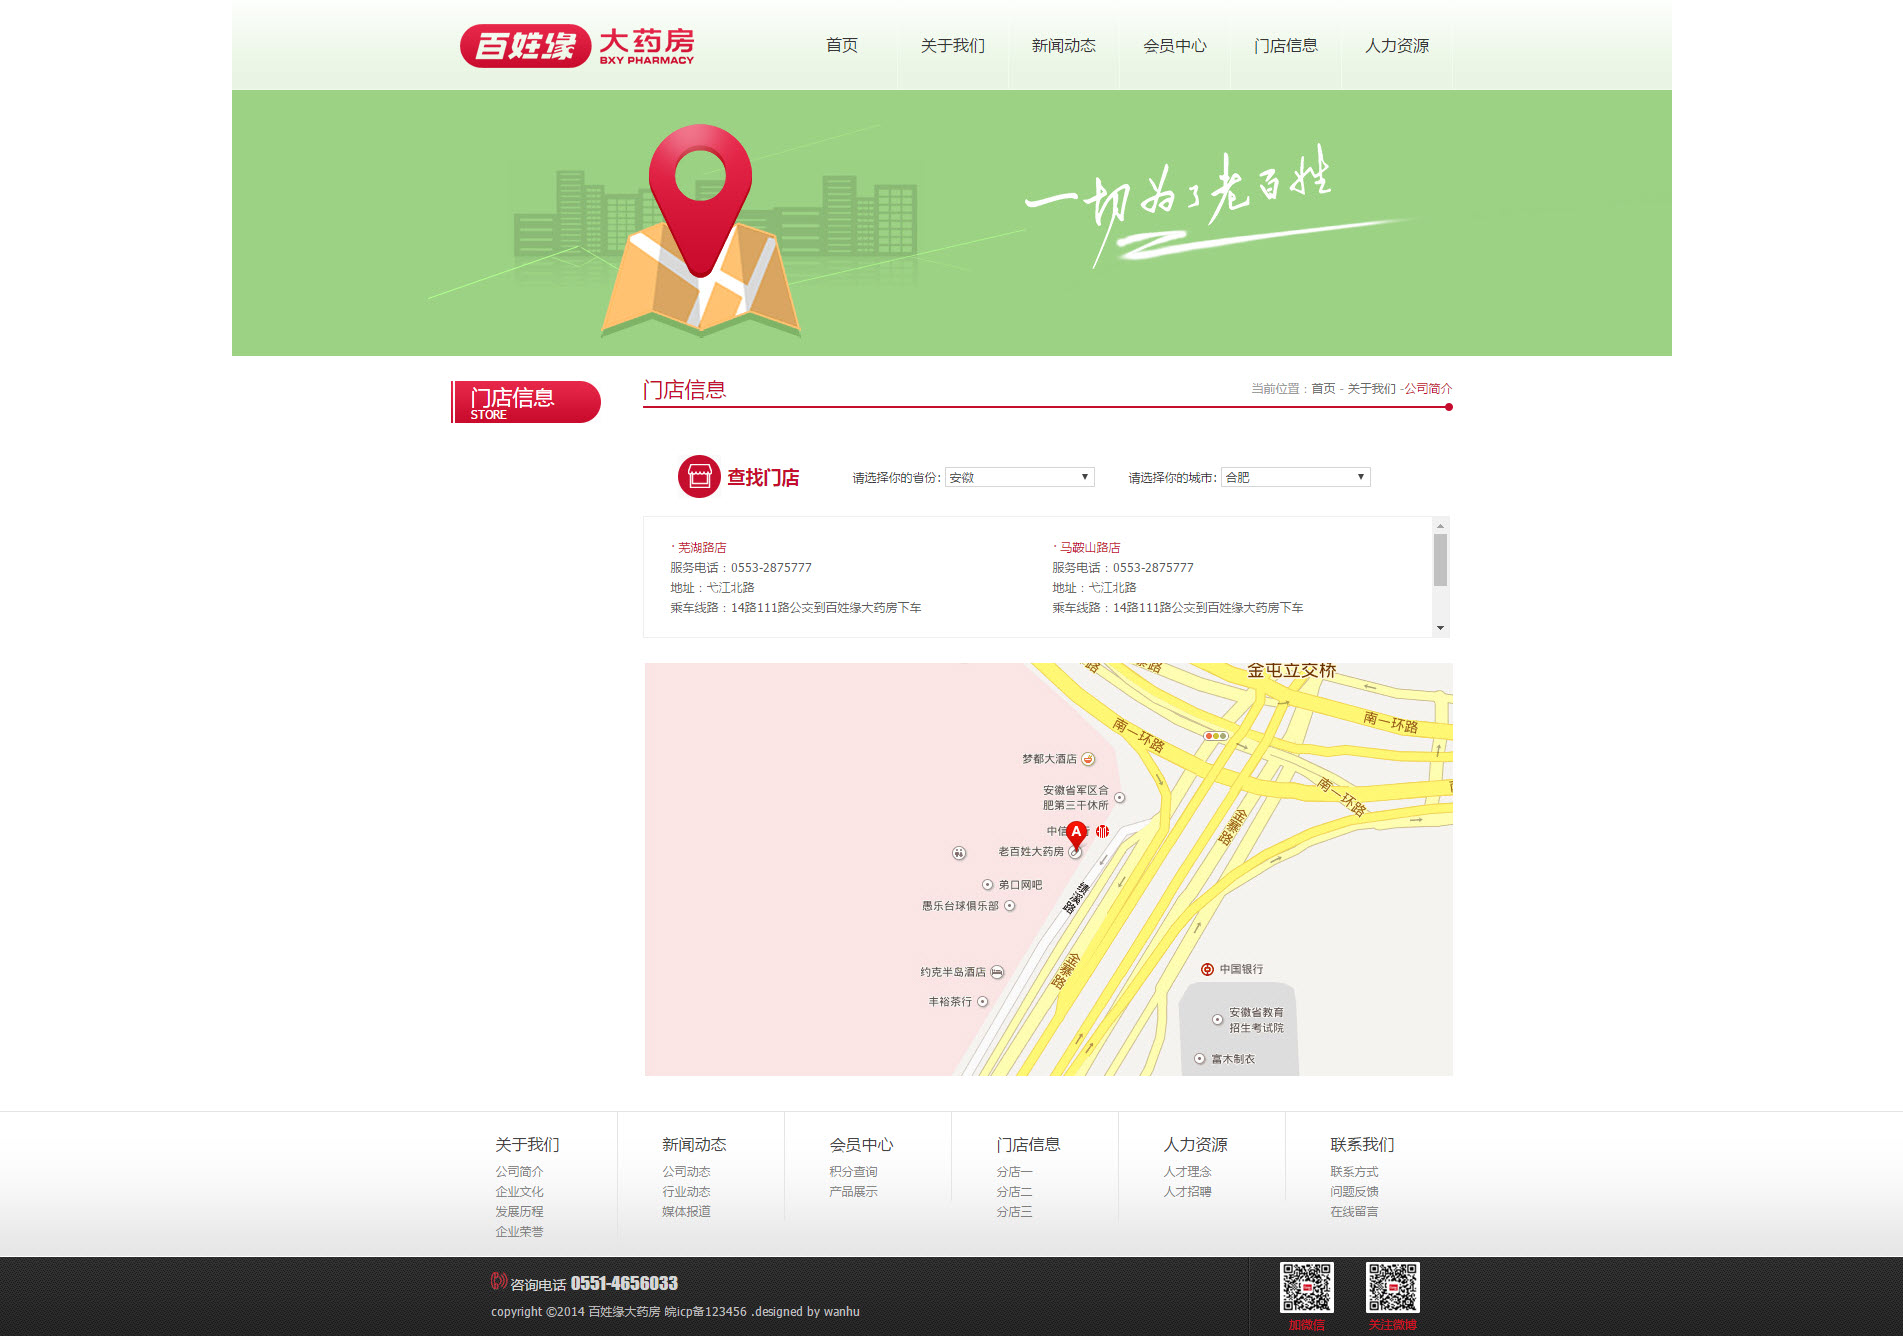 百姓缘 大药房
BXY PHARMACY
首页 关于我们 新闻动态 会员中心 门店信息 人力资源
一切为了老百姓
门店信息
STORE
门店信息
当前位置：首页 - 关于我们 -公司简介
查找门店
请选择你的省份: 安徽
请选择你的城市: 合肥
· 芜湖路店
服务电话：0553-2875777
地址：弋江北路
乘车线路：14路111路公交到百姓缘大药房下车
· 马鞍山路店
服务电话：0553-2875777
地址：弋江北路
乘车线路：14路111路公交到百姓缘大药房下车
金屯立交桥
南一环路
南一环路
南一环路
梦都大酒店
安徽省军区合
肥第三干休所
中信
A
老百姓大药房
弟口网吧
愚乐台球俱乐部
绩溪路
金寨路
金寨路
约克半岛酒店
丰裕茶行
中国银行
安徽省教育
招生考试院
富木制衣
关于我们
公司简介
企业文化
发展历程
企业荣誉
新闻动态
公司动态
行业动态
媒体报道
会员中心
积分查询
产品展示
门店信息
分店一
分店二
分店三
人力资源
人才理念
人才招聘
联系我们
联系方式
问题反馈
在线留言
咨询电话 0551-4656033
copyright ©2014 百姓缘大药房 皖icp备123456 .designed by wanhu
加微信
关注微博